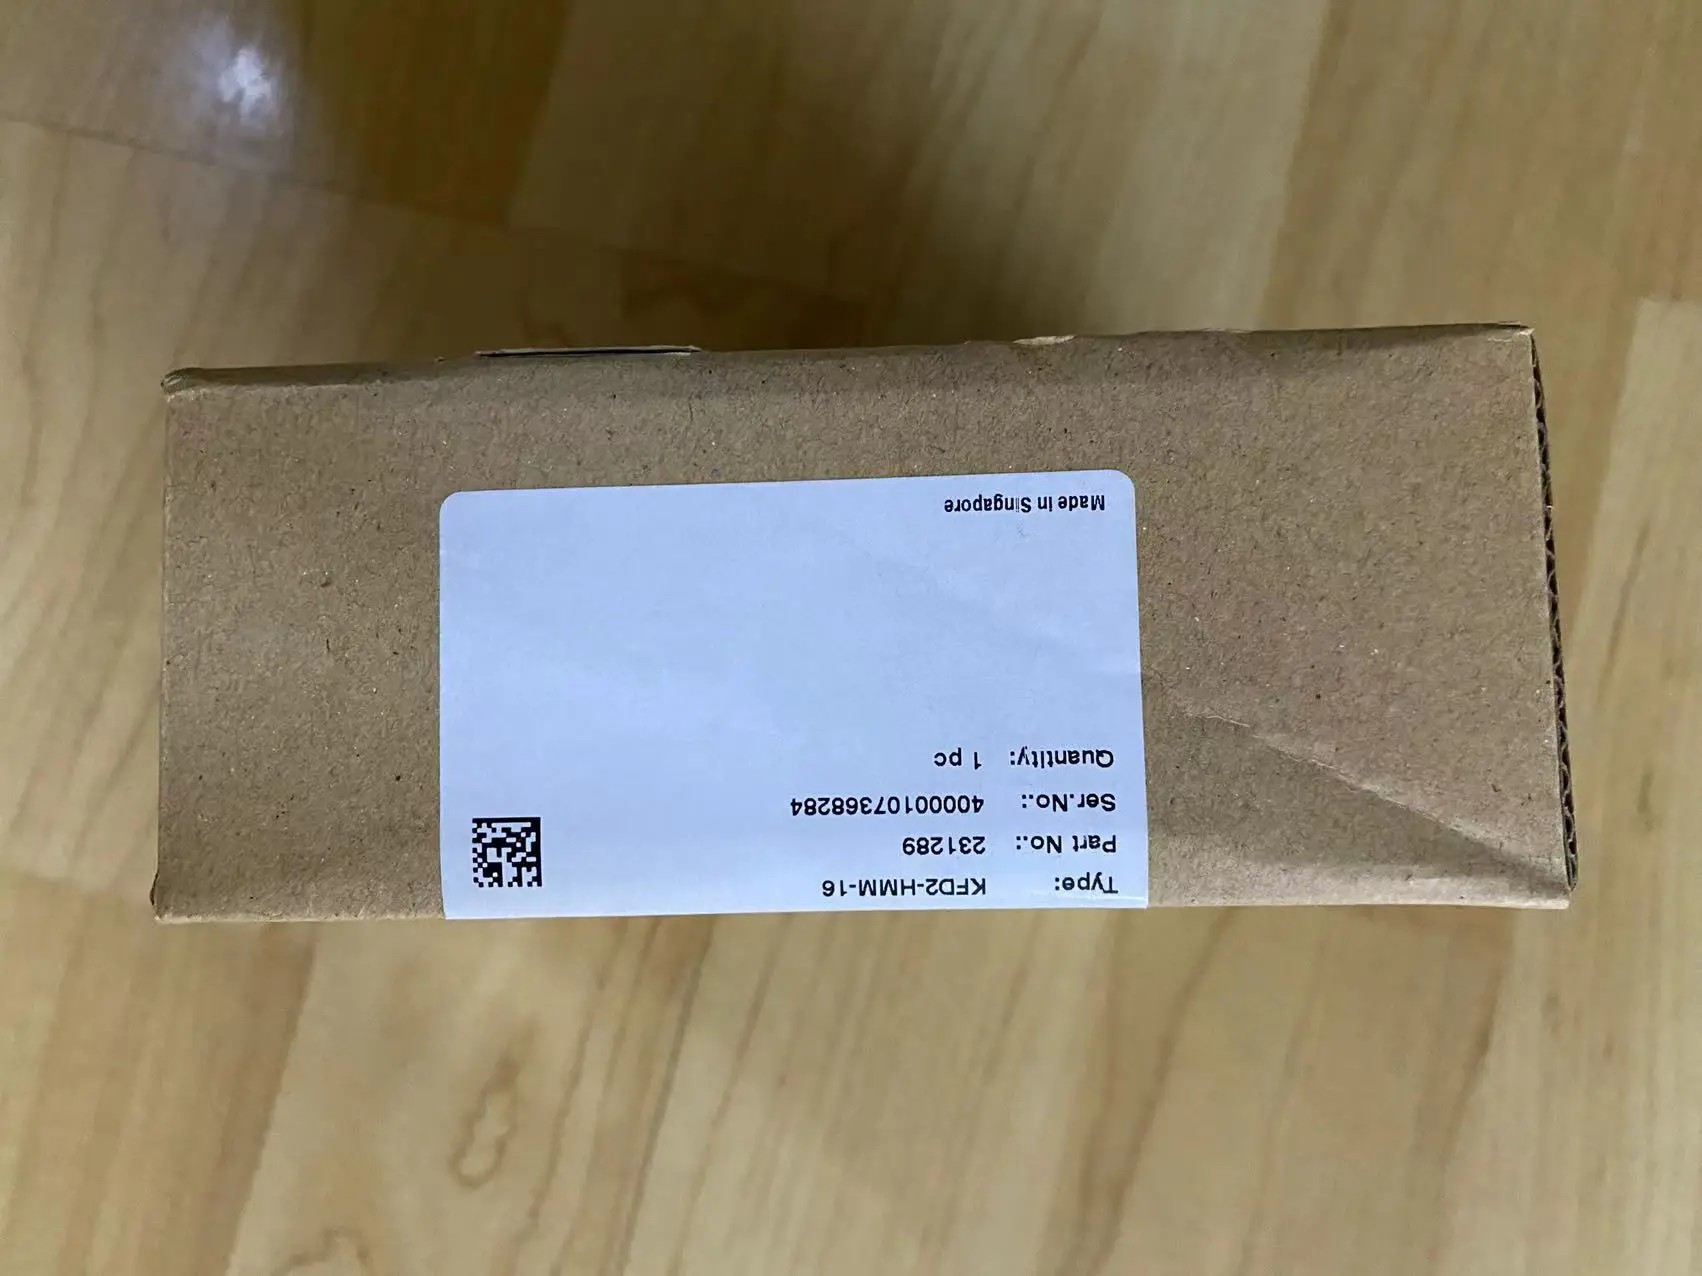 Type: KFD2-HMM-16
Part No.: 231289
Ser.No.: 40000107368284
Quantity: 1 pc
Made in Singapore